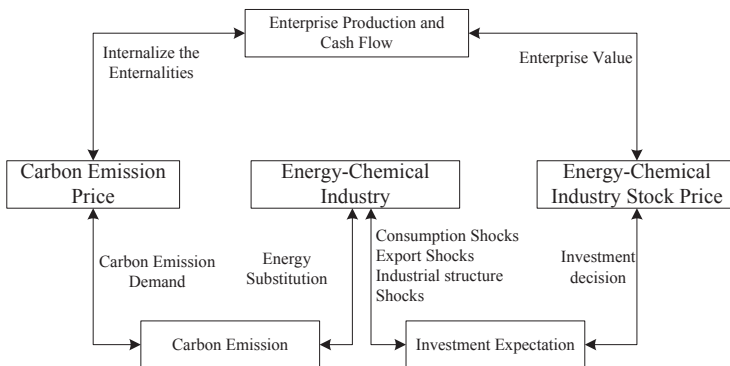 Enterprise Production and
Cash Flow
Internalize the
Enternalities
Enterprise Value
Carbon Emission
Price
Energy-Chemical
Industry
Energy-Chemical
Industry Stock Price
Carbon Emission
Demand
Energy
Substitution
Consumption Shocks
Export Shocks
Industrial structure
Shocks
Investment
decision
Carbon Emission
Investment Expectation